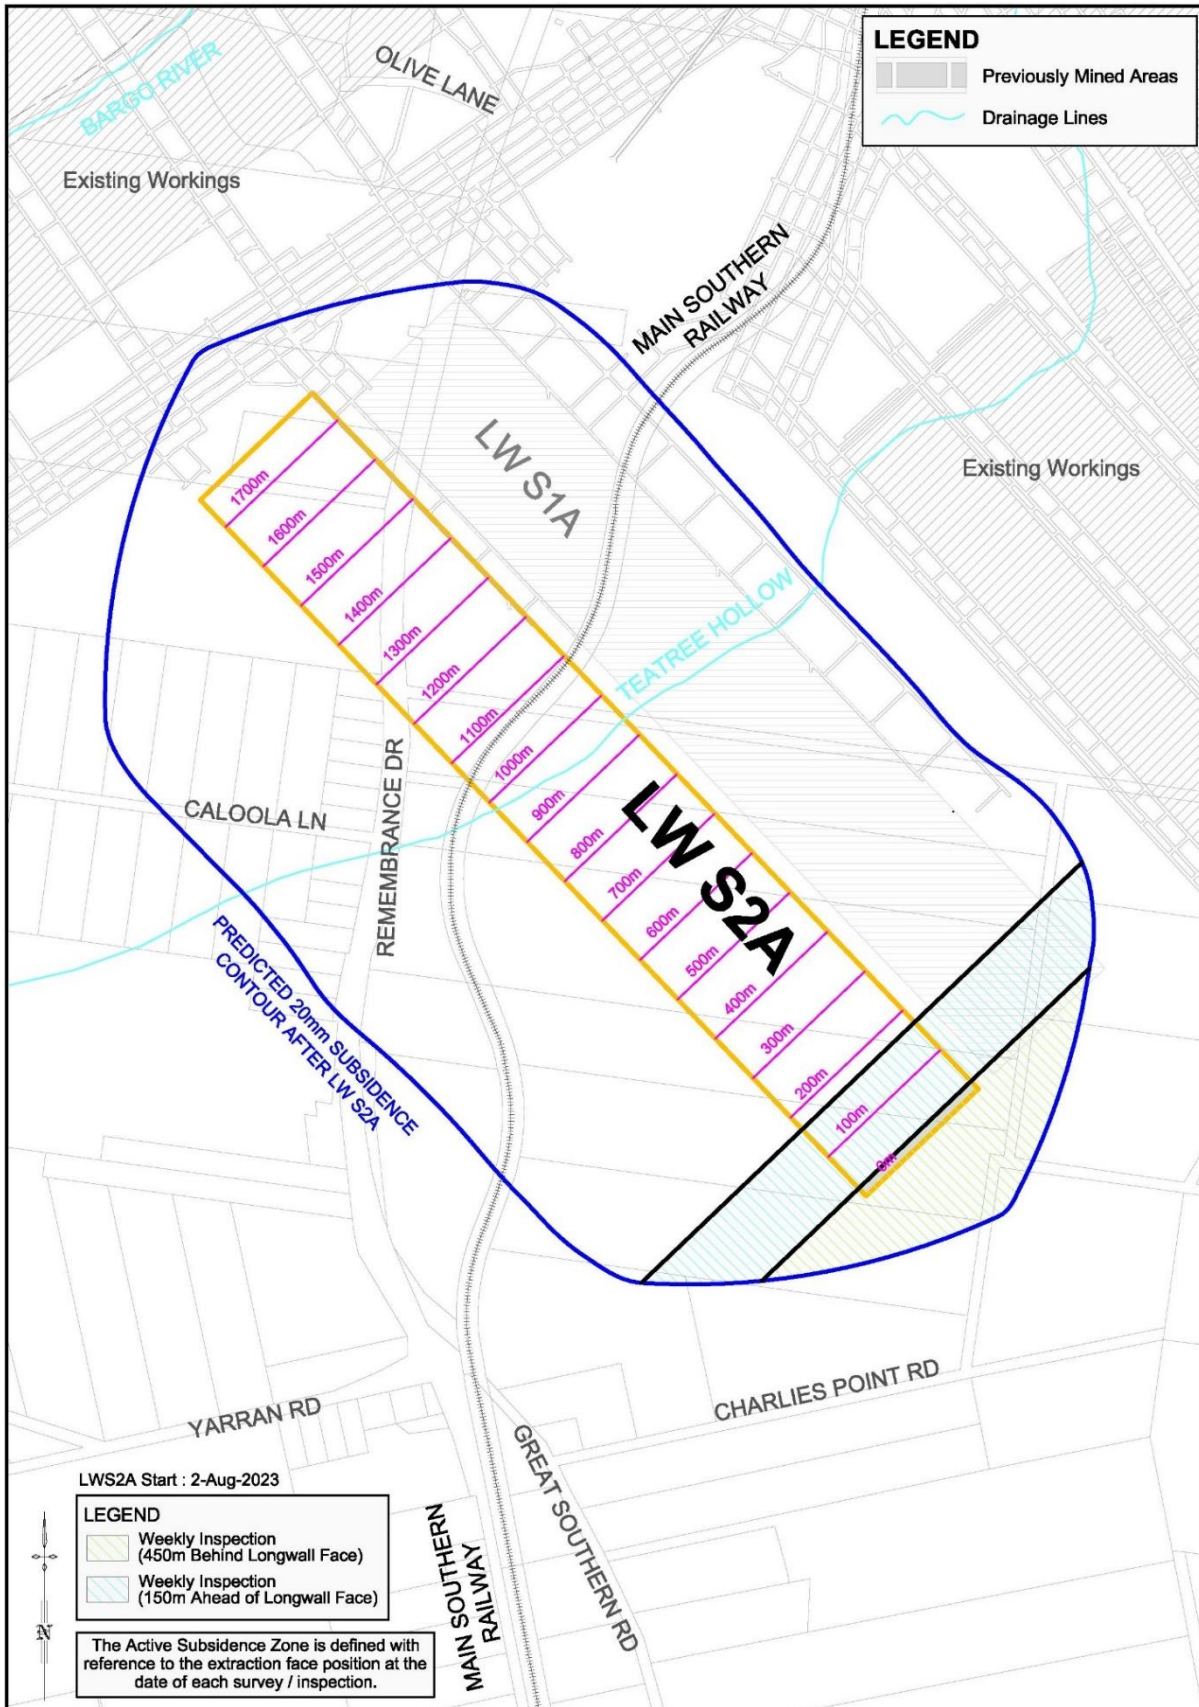 LEGEND
Previously Mined Areas
Drainage Lines
BARGO RIVER
OLIVE LANE
Existing Workings
MAIN SOUTHERN
RAILWAY
LW S1A
Existing Workings
1700m
1600m
1500m
1400m
1300m
1200m
1100m
1000m
900m
800m
700m
600m
500m
400m
300m
200m
100m
0m
TEATREE HOLLOW
LW S2A
CALOOLA LN
REMEMBRANCE DR
PREDICTED 20mm SUBSIDENCE
CONTOUR AFTER LW S2A
YARRAN RD
CHARLIES POINT RD
GREAT SOUTHERN RD
MAIN SOUTHERN
RAILWAY
LWS2A Start : 2-Aug-2023
LEGEND
Weekly Inspection
(450m Behind Longwall Face)
Weekly Inspection
(150m Ahead of Longwall Face)
N
The Active Subsidence Zone is defined with
reference to the extraction face position at the
date of each survey / inspection.